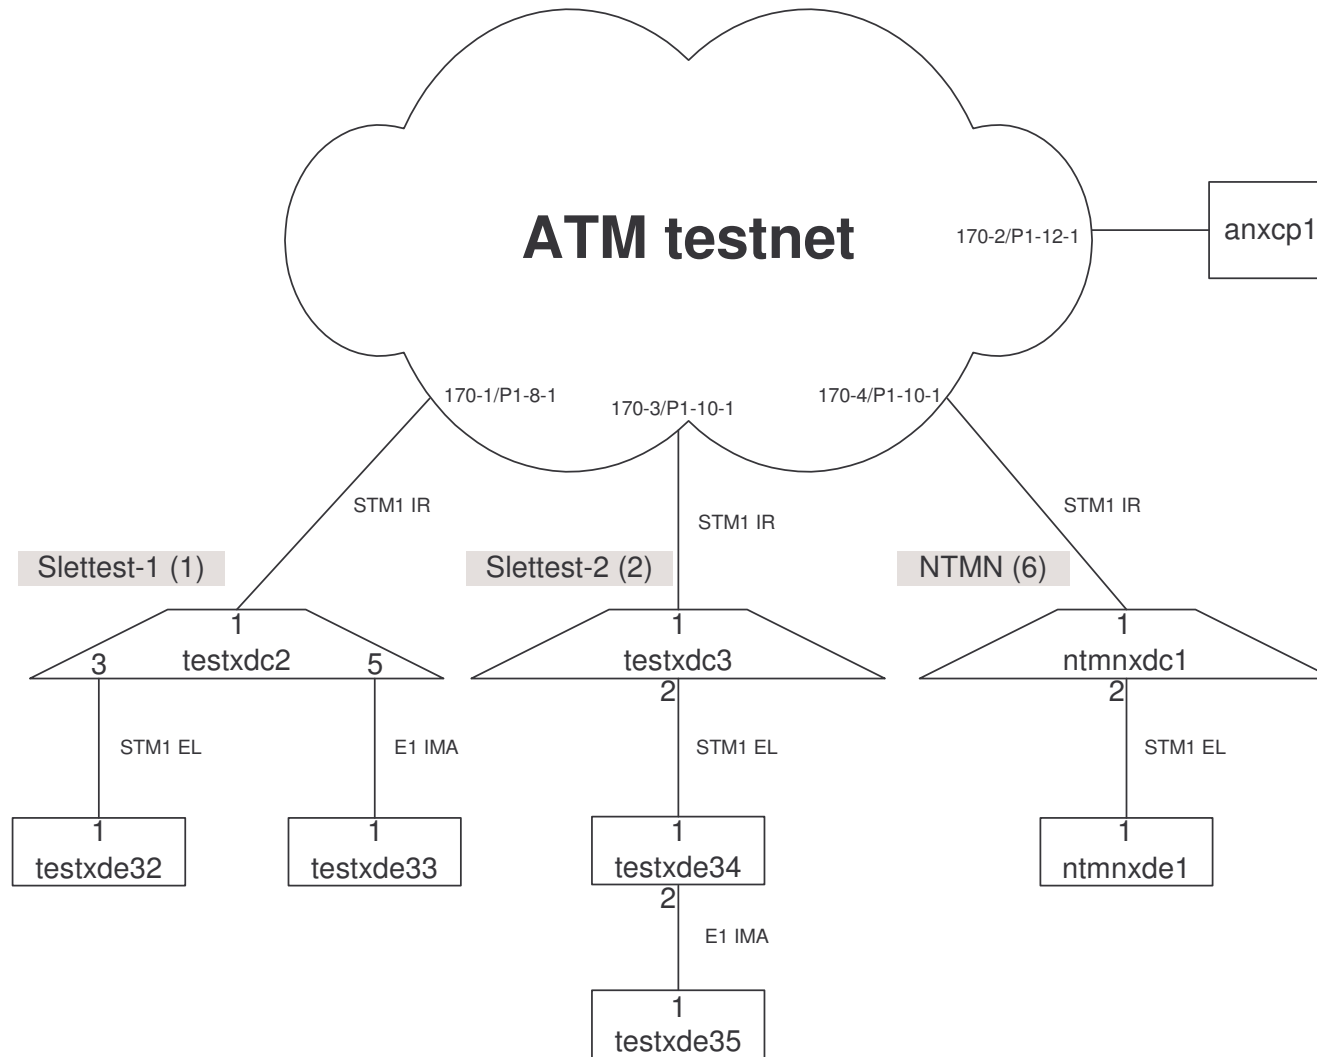 ATM testnet
170-2/P1-12-1
anxcp1
170-1/P1-8-1
170-3/P1-10-1
170-4/P1-10-1
STM1 IR
STM1 IR
STM1 IR
Slettest-1 (1)
Slettest-2 (2)
NTMN (6)
1
testxdc2
3
5
1
testxdc3
2
1
ntmnxdc1
2
STM1 EL
E1 IMA
STM1 EL
STM1 EL
1
testxde32
1
testxde33
1
testxde34
2
1
ntmnxde1
E1 IMA
1
testxde35